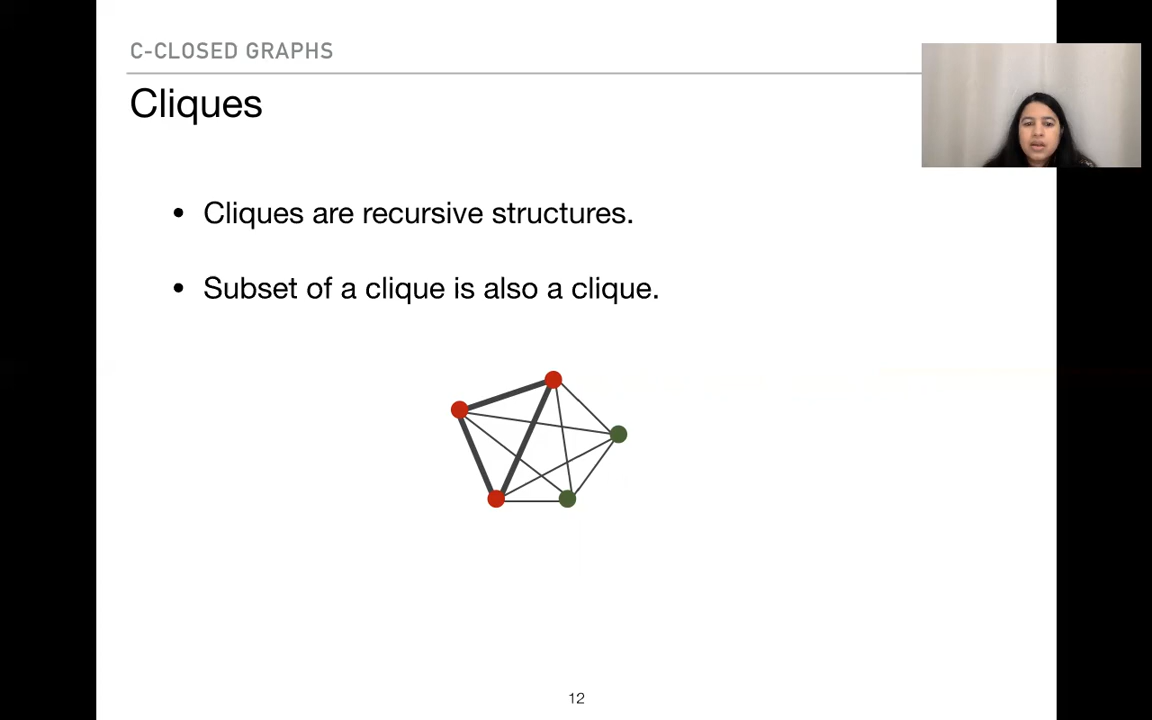 C-CLOSED GRAPHS
Cliques
• Cliques are recursive structures.
• Subset of a clique is also a clique.
12